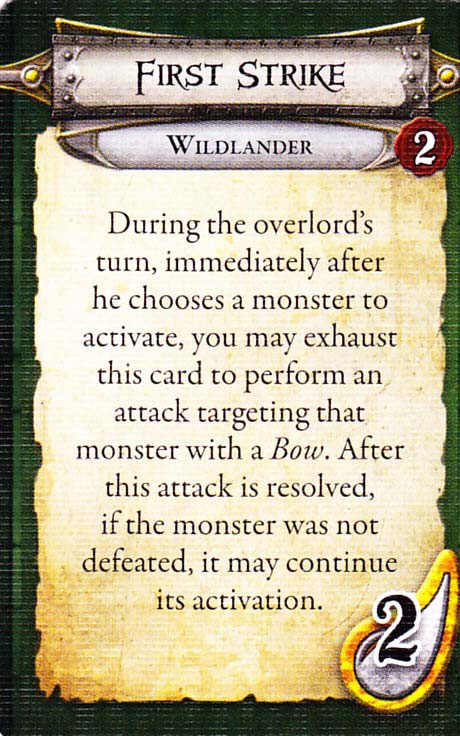 First Strike
Wildlander
2
During the overlord's
turn, immediately after
he chooses a monster to
activate, you may exhaust
this card to perform an
attack targeting that
monster with a Bow. After
this attack is resolved,
if the monster was not
defeated, it may continue
its activation.
2